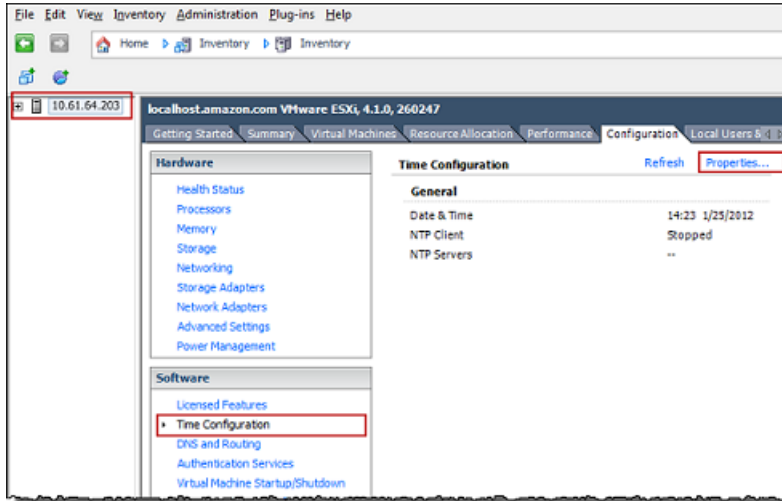 File Edit View Inventory Administration Plug-ins Help
Home Inventory Inventory
10.61.64.203
localhost.amazon.com VMware ESXi, 4.1.0, 260247
Getting Started Summary Virtual Machines Resource Allocation Performance Configuration Local Users &
Hardware
Health Status
Processors
Memory
Storage
Networking
Storage Adapters
Network Adapters
Advanced Settings
Power Management
Software
Licensed Features
Time Configuration
DNS and Routing
Authentication Services
Virtual Machine Startup/Shutdown
Time Configuration Refresh Properties...
General
Date & Time 14:23 1/25/2012
NTP Client Stopped
NTP Servers --